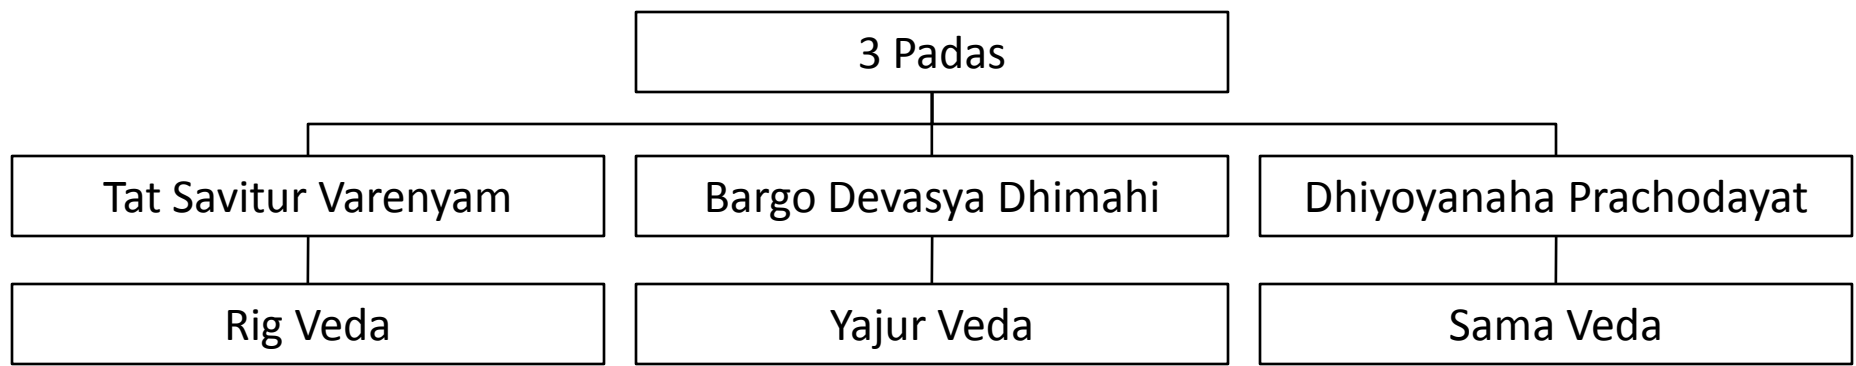 3 Padas
Tat Savitur Varenyam
Bargo Devasya Dhimahi
Dhiyoyanaha Prachodayat
Rig Veda
Yajur Veda
Sama Veda